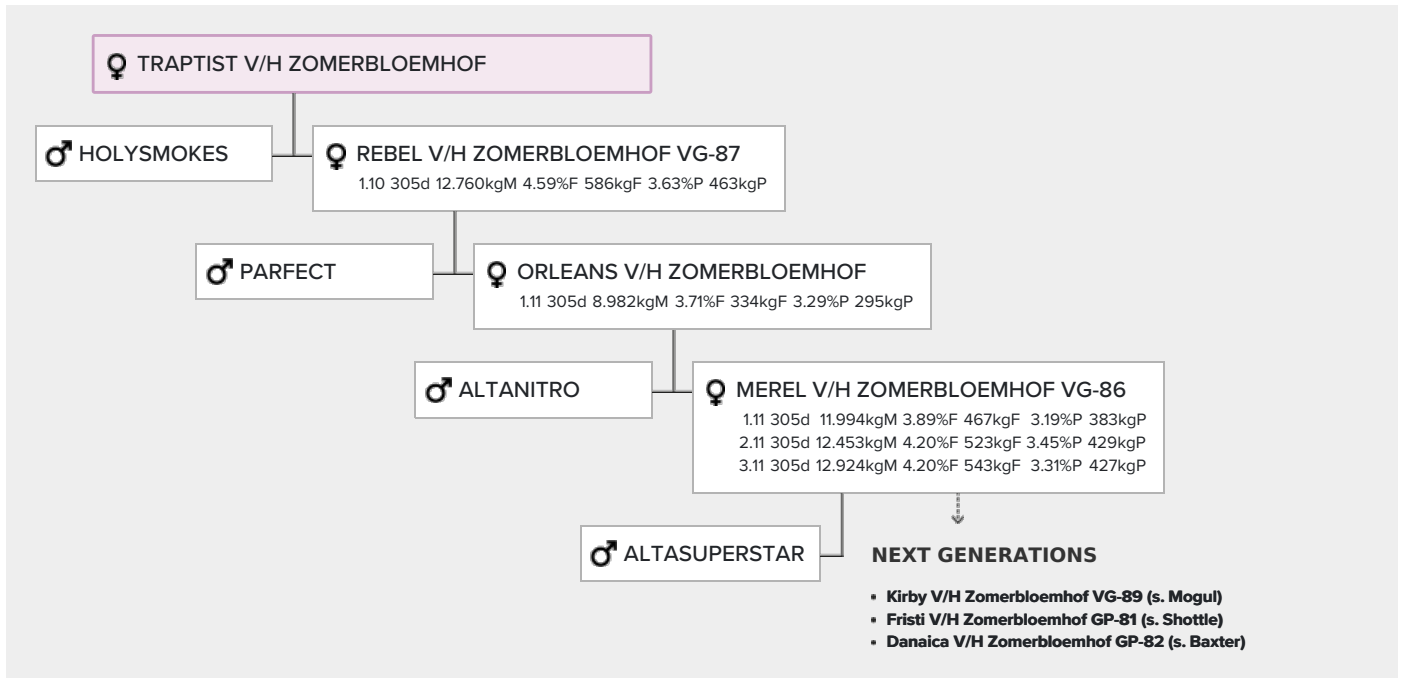 TRAPTIST V/H ZOMERBLOEMHOF
HOLYSMOKES
REBEL V/H ZOMERBLOEMHOF VG-87
1.10 305d 12.760kgM 4.59%F 586kgF 3.63%P 463kgP
PARFECT
ORLEANS V/H ZOMERBLOEMHOF
1.11 305d 8.982kgM 3.71%F 334kgF 3.29%P 295kgP
ALTANITRO
MEREL V/H ZOMERBLOEMHOF VG-86
1.11 305d 11.994kgM 3.89%F 467kgF 3.19%P 383kgP
2.11 305d 12.453kgM 4.20%F 523kgF 3.45%P 429kgP
3.11 305d 12.924kgM 4.20%F 543kgF 3.31%P 427kgP
ALTASUPERSTAR
NEXT GENERATIONS
• Kirby V/H Zomerbloemhof VG-89 (s. Mogul)
• Fristi V/H Zomerbloemhof GP-81 (s. Shottle)
• Danaica V/H Zomerbloemhof GP-82 (s. Baxter)